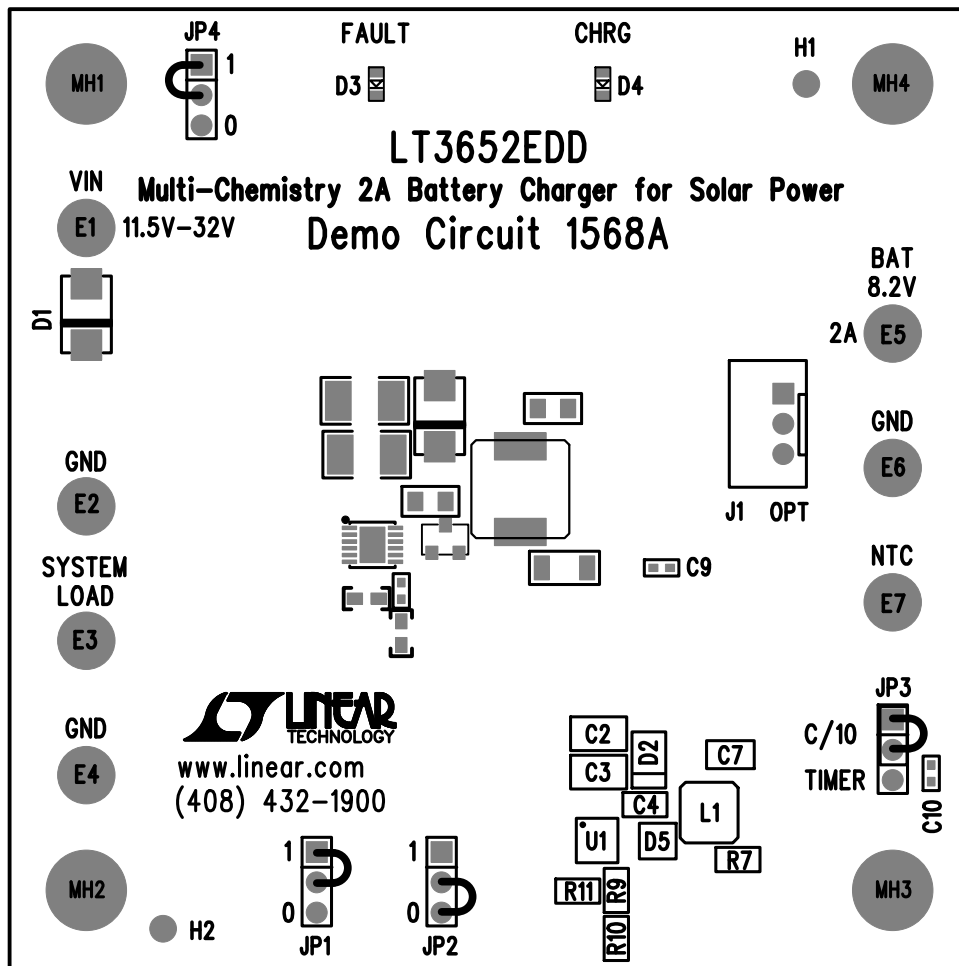 JP4
FAULT
CHRG
H1
MH1
1
0
D3
D4
MH4
LT3652EDD
Multi-Chemistry 2A Battery Charger for Solar Power
Demo Circuit 1568A
VIN
E1
11.5V-32V
D1
BAT
8.2V
2A
E5
GND
E6
J1 OPT
GND
E2
SYSTEM
LOAD
E3
C9
NTC
E7
GND
E4
LINEAR
TECHNOLOGY
www.linear.com
(408) 432-1900
JP3
C/10
TIMER
C10
C2
D2
C7
C3
C4
L1
U1
D5
R7
R11
R9
R10
1
0
JP1
1
0
JP2
MH2
H2
MH3